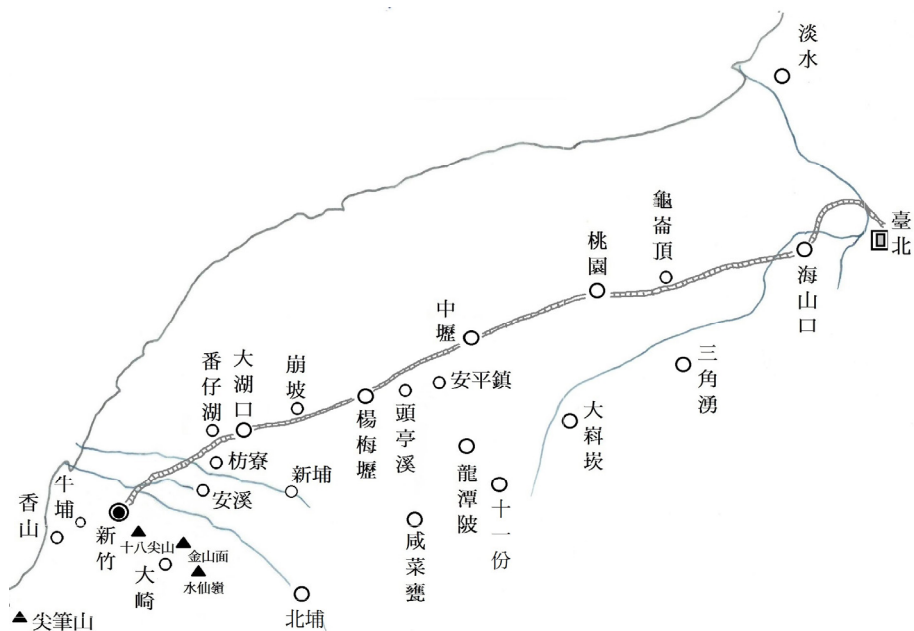 淡水
臺北
龜崙頂
桃園
海山口
中壢
三角湧
大嵙崁
安平鎮
頭亭溪
楊梅壢
崩坡
大湖口
番仔湖
枋寮
新埔
安溪
龍潭陂
十一份
咸菜甕
牛埔
香山
新竹
十八尖山
金山面
水仙嶺
大崎
北埔
尖筆山